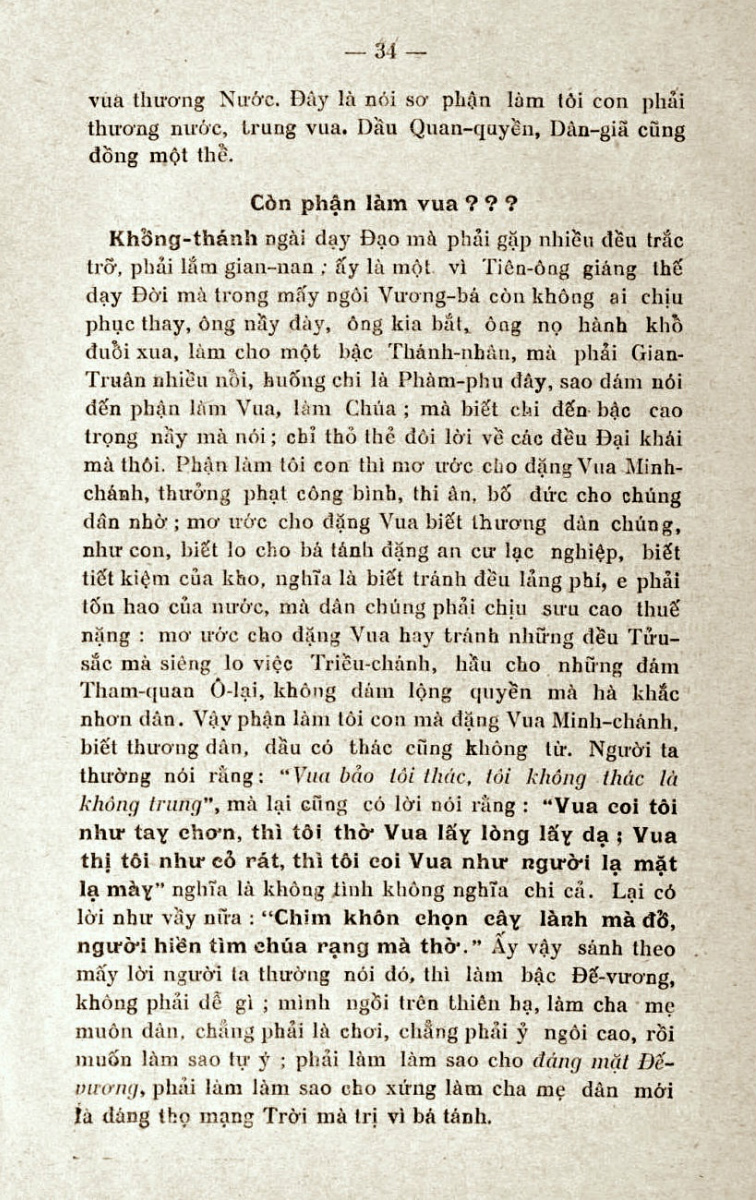 — 34 —
vua thương Nước. Đây là nói sơ phận làm tôi con phải
thương nước, trung vua. Dầu Quan-quyền, Dân-giã cũng
đồng một thể.
Còn phận làm vua ? ? ?
Khổng-thánh ngài dạy Đạo mà phải gặp nhiều đều trắc
trở, phải lắm gian-nan ; ấy là một vì Tiên-ông giáng thế
dạy Đời mà trong mấy ngôi Vương-bá còn không ai chịu
phục thay, ông nầy đày, ông kia bắt, ông nọ hành khổ
đuổi xua, làm cho một bậc Thánh-nhân, mà phải Gian-
Truân nhiều nỗi, huống chi là Phàm-phu đây, sao dám nói
đến phận làm Vua, làm Chúa ; mà biết chi đến bậc cao
trọng nầy mà nói ; chỉ thỏ thẻ đôi lời về các đều Đại khái
mà thôi. Phận làm tôi con thì mơ ước cho đặng Vua Minh-
chánh, thưởng phạt công bình, thi ân, bố đức cho chúng
dân nhờ ; mơ ước cho đặng Vua biết thương dân chúng,
như con, biết lo cho bá tánh đặng an cư lạc nghiệp, biết
tiết kiệm của kho, nghĩa là biết tránh đều lảng phí, e phải
tốn hao của nước, mà dân chúng phải chịu sưu cao thuế
nặng : mơ ước cho đặng Vua hay tránh những đều Tửu-
sắc mà siêng lo việc Triều-chánh, hầu cho những đám
Tham-quan Ô-lại, không dám lộng quyền mà hà khắc
nhơn dân. Vậy phận làm tôi con mà đặng Vua Minh-chánh,
biết thương dân, dầu có thác cũng không từ. Người ta
thường nói rằng : “Vua bảo tôi thác, tôi không thác là
không trung”, mà lại cũng có lời nói rằng : “Vua coi tôi
như tay chơn, thì tôi thờ Vua lấy lòng lấy dạ ; Vua
thị tôi như cỏ rát, thì tôi coi Vua như người lạ mặt
lạ mày” nghĩa là không tình không nghĩa chi cả. Lại có
lời như vầy nữa : “Chim khôn chọn cây lành mà đỗ,
người hiền tìm chúa rạng mà thờ.” Ấy vậy sánh theo
mấy lời người ta thường nói đó, thì làm bậc Đế-vương,
không phải dễ gì ; mình ngồi trên thiên hạ, làm cha mẹ
muôn dân, chẳng phải là chơi, chẳng phải ỷ ngôi cao, rồi
muốn làm sao tự ý ; phải làm làm sao cho đáng mặt Đế-
vương, phải làm làm sao cho xứng làm cha mẹ dân mới
là đáng thọ mạng Trời mà trị vì bá tánh.